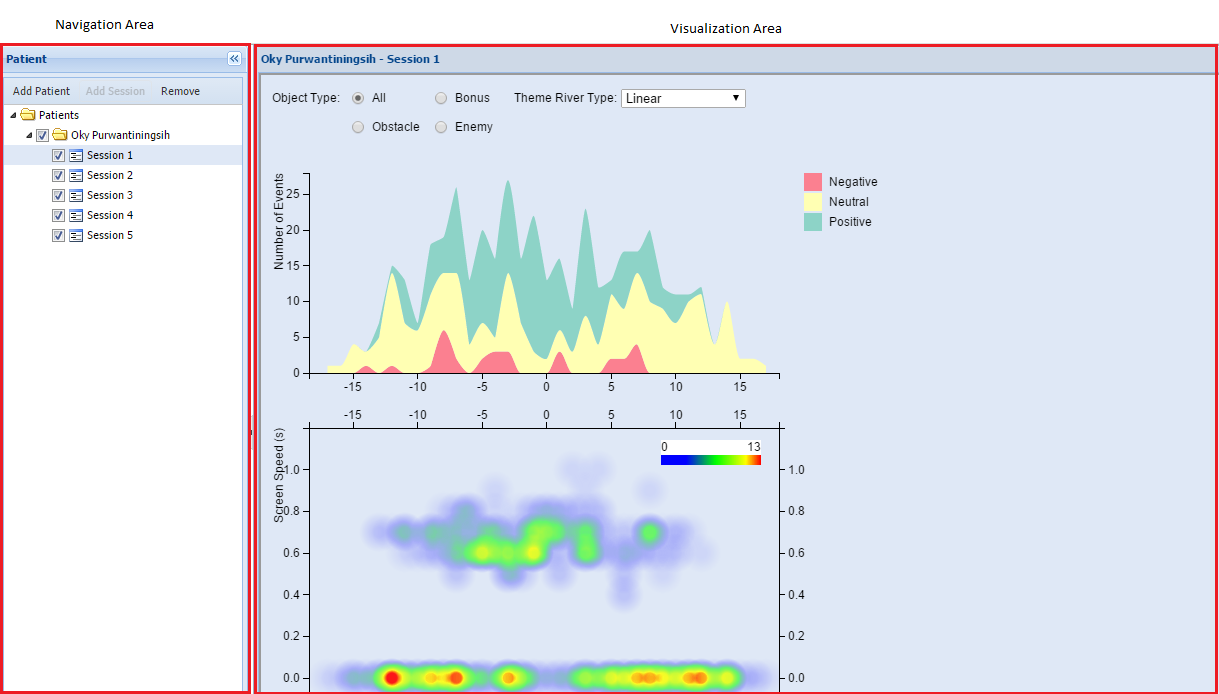 Navigation Area
Visualization Area
Patient
Oky Purwantiningsih - Session 1
Add Patient Add Session Remove
Patients
Oky Purwantiningsih
Session 1
Session 2
Session 3
Session 4
Session 5
Object Type: All Bonus Theme River Type: Linear
Obstacle Enemy
Number of Events
25
20
15
10
5
0
-15 -10 -5 0 5 10 15
Negative
Neutral
Positive
-15 -10 -5 0 5 10 15
Screen Speed (s)
0 13
1.0 1.0
0.8 0.8
0.6 0.6
0.4 0.4
0.2 0.2
0.0 0.0